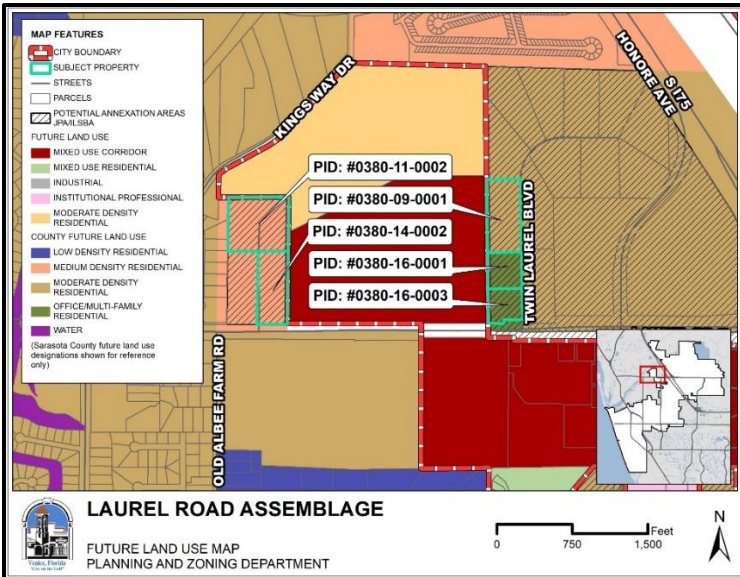 MAP FEATURES
CITY BOUNDARY
SUBJECT PROPERTY
STREETS
PARCELS
POTENTIAL ANNEXATION AREAS
JPA/ILSBA
FUTURE LAND USE
MIXED USE CORRIDOR
MIXED USE RESIDENTIAL
INDUSTRIAL
INSTITUTIONAL PROFESSIONAL
MODERATE DENSITY
RESIDENTIAL
COUNTY FUTURE LAND USE
LOW DENSITY RESIDENTIAL
MEDIUM DENSITY RESIDENTIAL
MODERATE DENSITY
RESIDENTIAL
OFFICE/MULTI-FAMILY
RESIDENTIAL
WATER
(Sarasota County future land use
designations shown for reference
only)
KINGS WAY DR
HONORE AVE
S I75
PID: #0380-11-0002
PID: #0380-09-0001
PID: #0380-14-0002
PID: #0380-16-0001
PID: #0380-16-0003
TWIN LAUREL BLVD
OLD ALBEE FARM RD
LAUREL ROAD ASSEMBLAGE
FUTURE LAND USE MAP
PLANNING AND ZONING DEPARTMENT
Venice, Florida
"City on the Gulf"
Feet
0 750 1,500
N